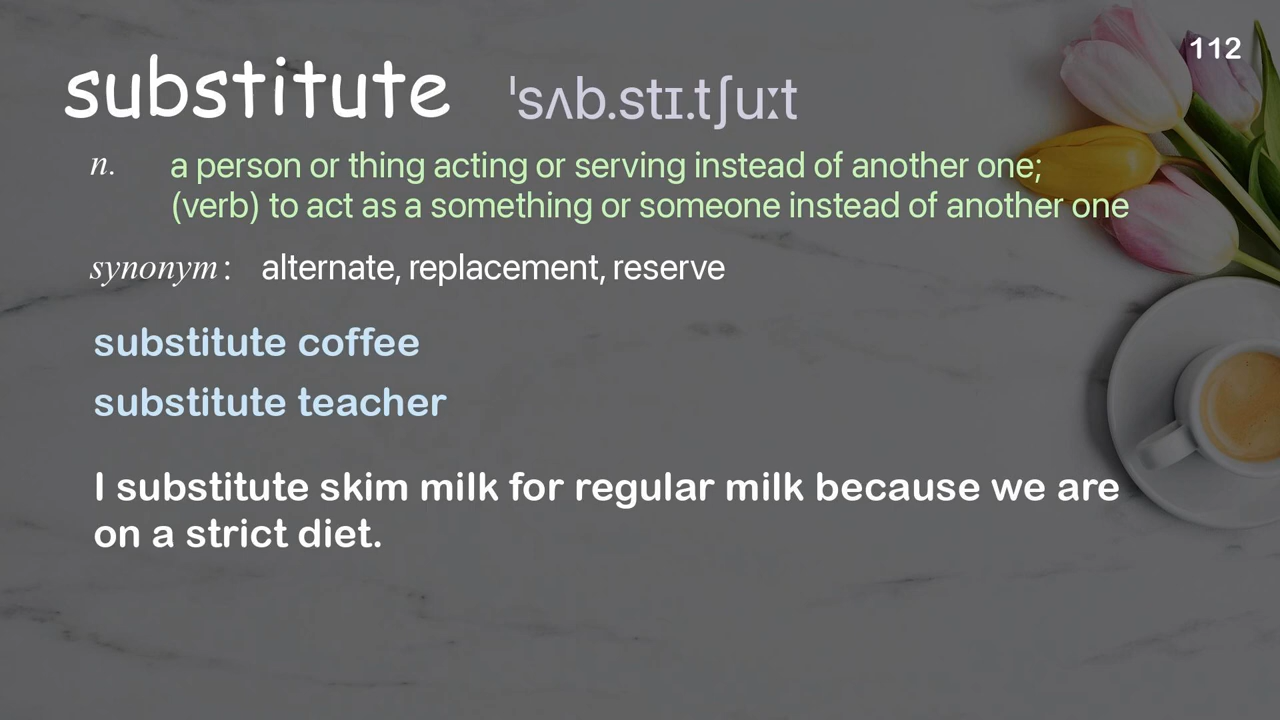 112
substitute ˈsʌb.stɪ.tʃuːt
n. a person or thing acting or serving instead of another one;
(verb) to act as a something or someone instead of another one
synonym: alternate, replacement, reserve
substitute coffee
substitute teacher
I substitute skim milk for regular milk because we are
on a strict diet.